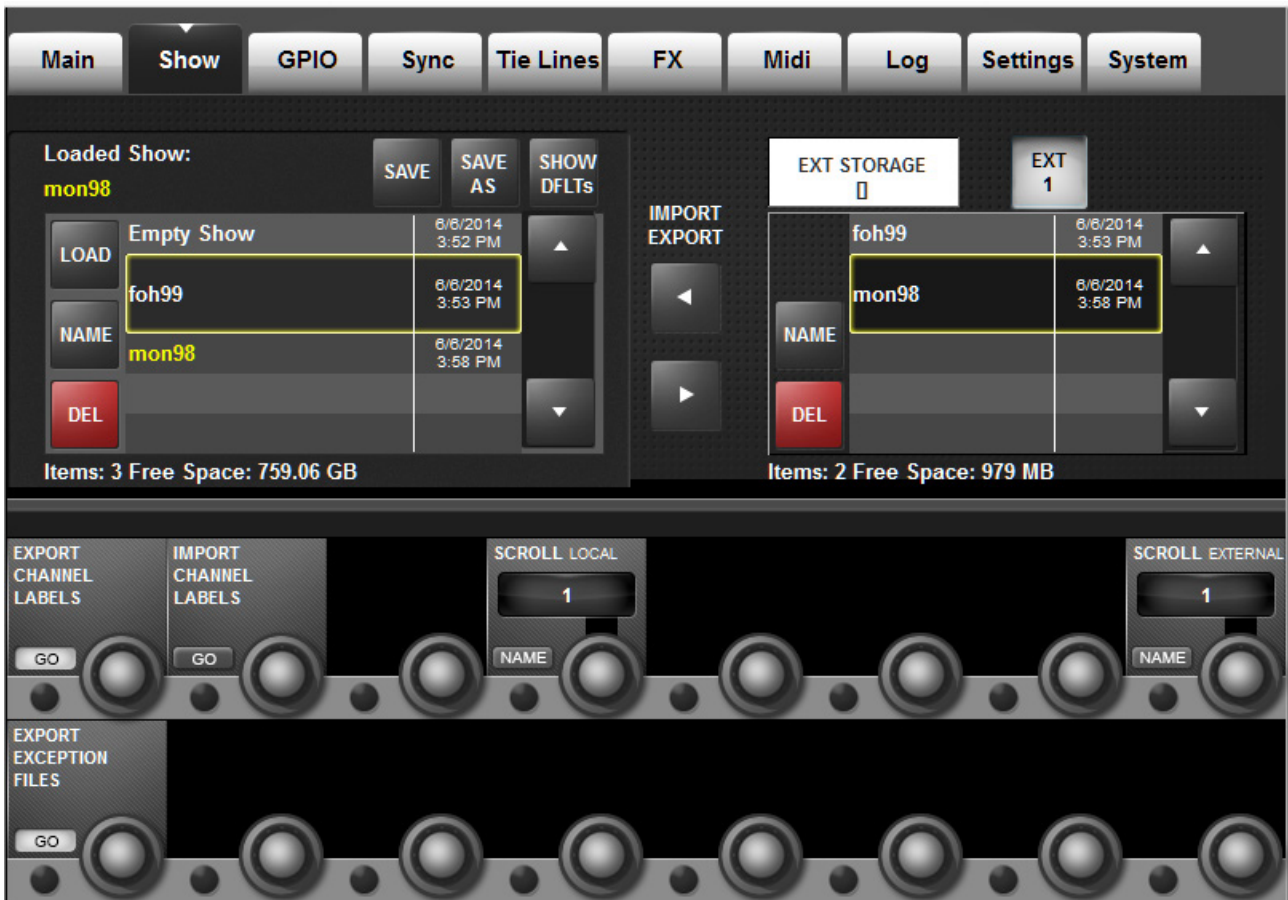 Main Show GPIO Sync Tie Lines FX Midi Log Settings System
Loaded Show:
mon98
SAVE
SAVE
AS
SHOW
DFLTs
LOAD
NAME
DEL
Empty Show 6/6/2014
3:52 PM
foh99 6/6/2014
3:53 PM
mon98 6/6/2014
3:58 PM
Items: 3 Free Space: 759.06 GB
IMPORT
EXPORT
EXT STORAGE
[]
EXT
1
NAME
DEL
foh99 6/6/2014
3:53 PM
mon98 6/6/2014
3:58 PM
Items: 2 Free Space: 979 MB
EXPORT
CHANNEL
LABELS
GO
IMPORT
CHANNEL
LABELS
GO
SCROLL LOCAL
1
NAME
SCROLL EXTERNAL
1
NAME
EXPORT
EXCEPTION
FILES
GO